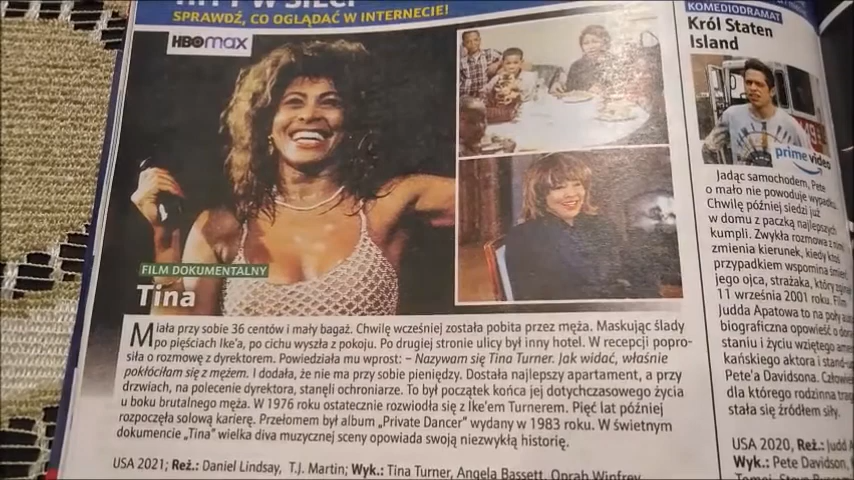 HITY W SIECI
SPRAWDŹ, CO OGLĄDAĆ W INTERNECIE!
HBOmax
FILM DOKUMENTALNY
Tina
Miała przy sobie 36 centów i mały bagaż. Chwilę wcześniej została pobita przez męża. Maskując ślady
po pięściach Ike'a, po cichu wyszła z pokoju. Po drugiej stronie ulicy był inny hotel. W recepcji popro-
siła o rozmowę z dyrektorem. Powiedziała mu wprost: – Nazywam się Tina Turner. Jak widać, właśnie
pokłóciłam się z mężem. I dodała, że nie ma przy sobie pieniędzy. Dostała najlepszy apartament, a przy
drzwiach, na polecenie dyrektora, stanęli ochroniarze. To był początek końca jej dotychczasowego życia
u boku brutalnego męża. W 1976 roku ostatecznie rozwiodła się z Ike'em Turnerem. Pięć lat później
rozpoczęła solową karierę. Przełomem był album „Private Dancer” wydany w 1983 roku. W świetnym
dokumencie „Tina” wielka diva muzycznej sceny opowiada swoją niezwykłą historię.
USA 2021; Reż.: Daniel Lindsay, T.J. Martin; Wyk.: Tina Turner, Angela Bassett, Oprah Winfrey
KOMEDIODRAMAT
Król Staten
Island
prime video
Jadąc samochodem, Pete
o mało nie powoduje wypadku.
Chwilę później siedzi już
w domu z paczką najlepszych
kumpli. Zwykła rozmowa z nimi
zmienia kierunek, kiedy ktoś
przypadkiem wspomina śmierć
jego ojca, strażaka, który zginął
11 września 2001 roku. Film
Judda Apatowa to na poły auto
biograficzna opowieść o dora
staniu i życiu wziętego amery
kańskiego aktora i stand-up
Pete'a Davidsona. Człowieka
dla którego rodzinna tragedia
stała się źródłem siły.
USA 2020, Reż.: Judd
Wyk.: Pete Davidson,